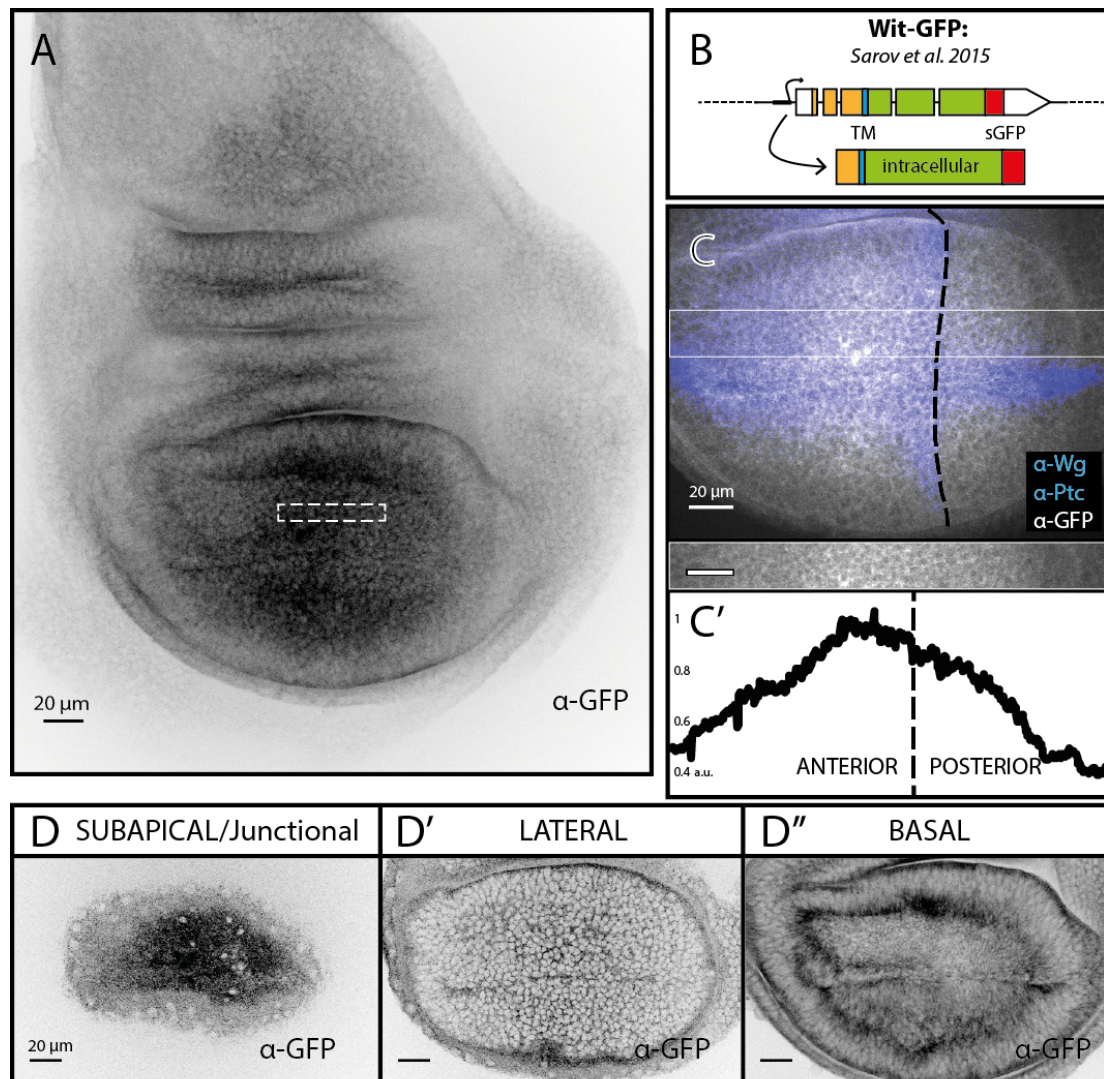 A
20 μm
α-GFP
B
Wit-GFP:
Sarov et al. 2015
TM
sGFP
intracellular
C
α-Wg
α-Ptc
α-GFP
20 μm
C'
1
0.8
0.6
0.4 a.u.
ANTERIOR
POSTERIOR
D
SUBAPICAL/Junctional
D'
LATERAL
D"
BASAL
20 μm
α-GFP
α-GFP
α-GFP